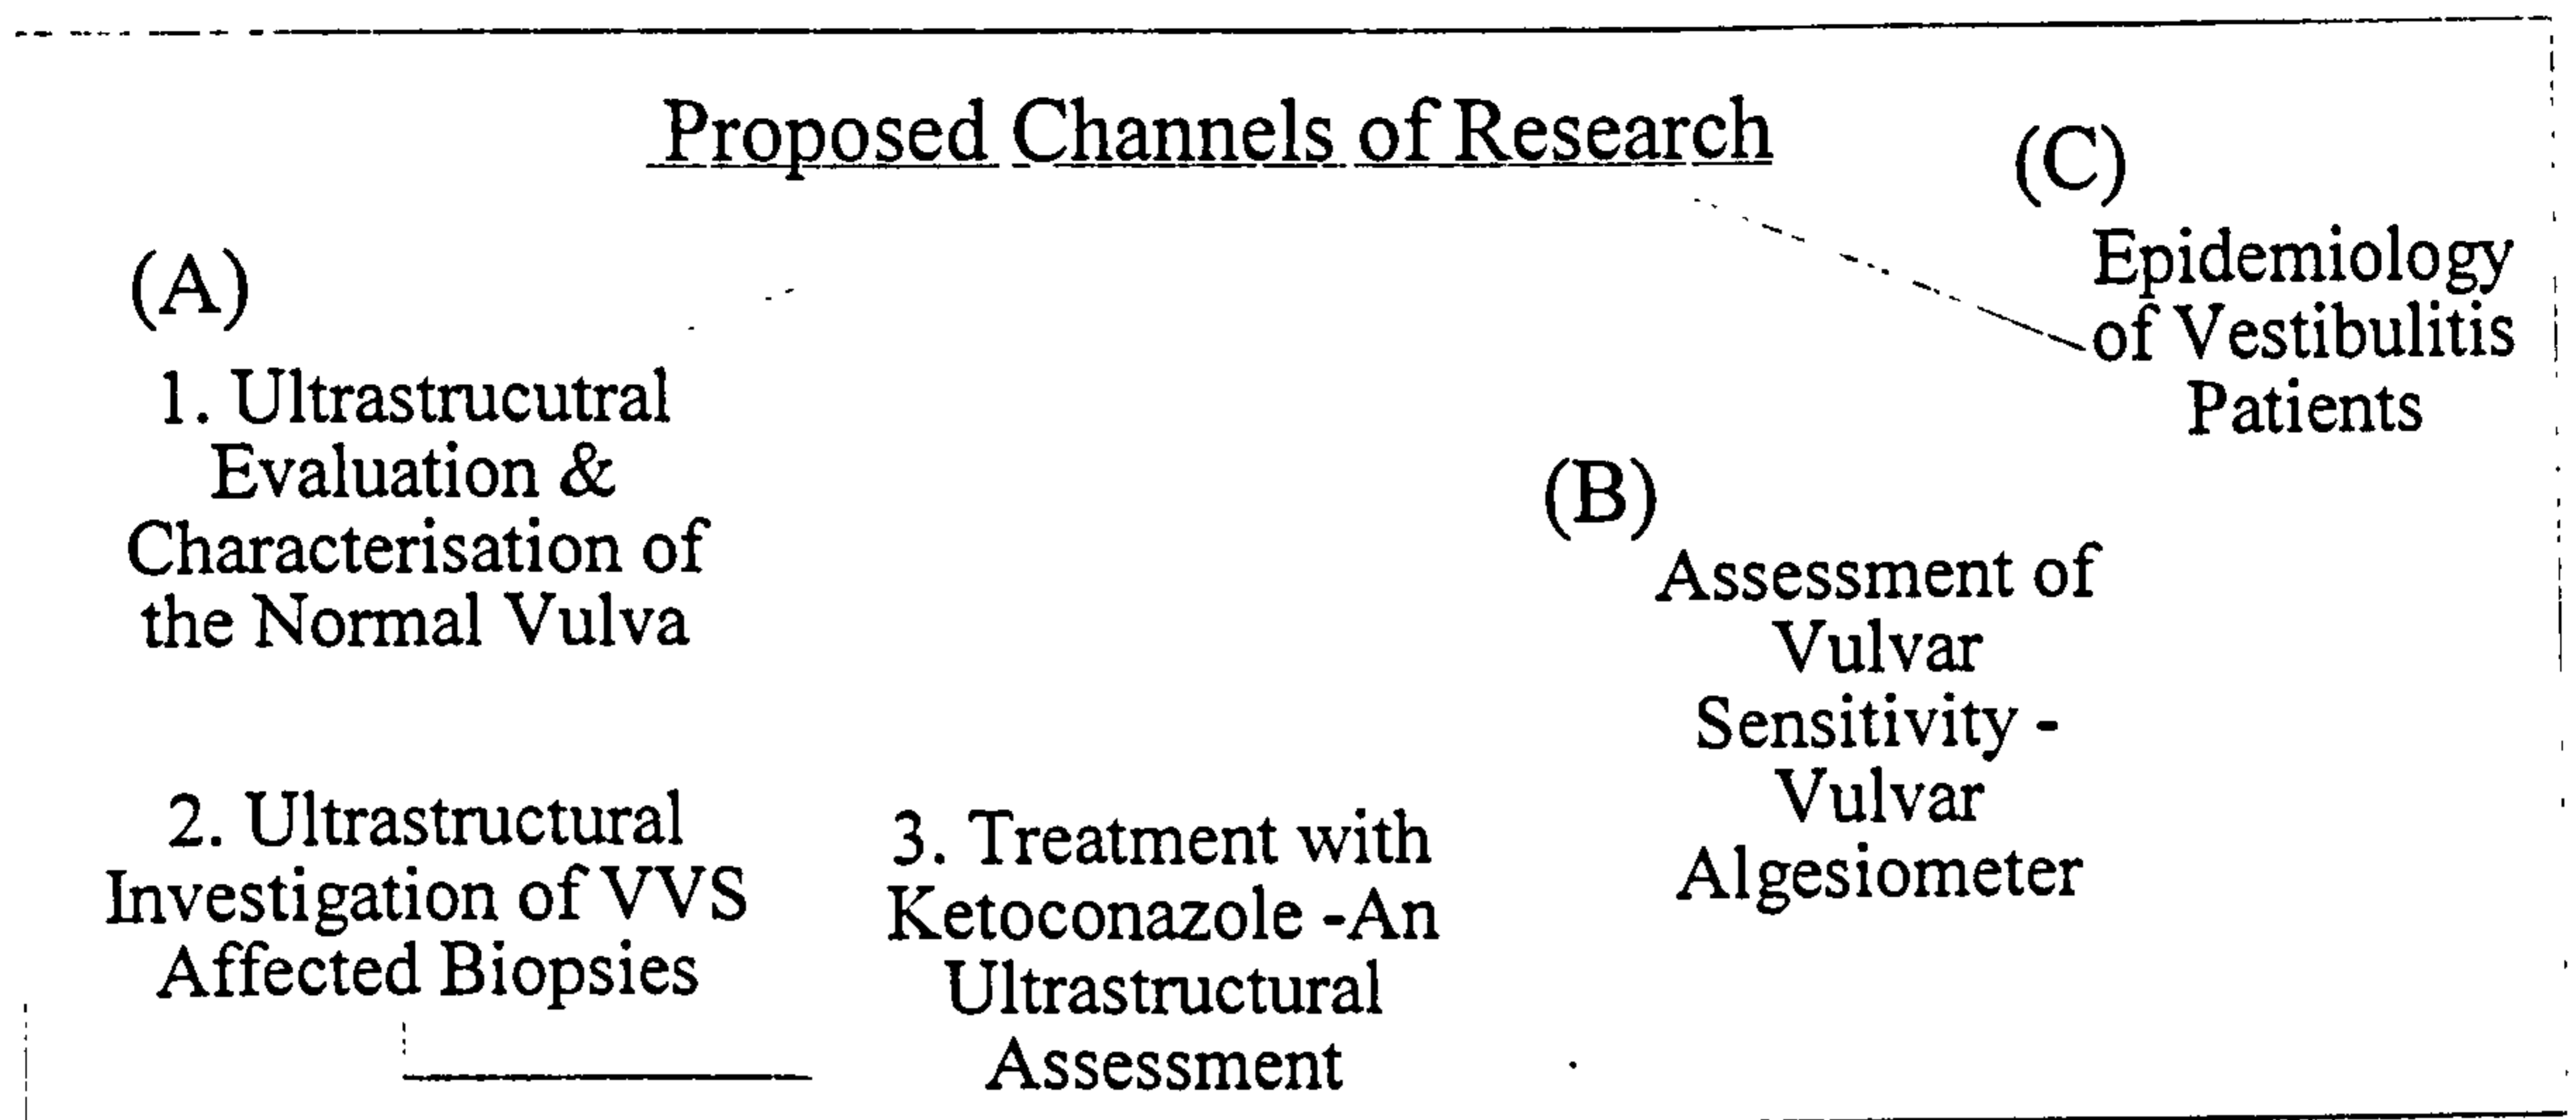 Proposed Channels of Research
(A)
1. Ultrastrucutral
Evaluation &
Characterisation of
the Normal Vulva
2. Ultrastructural
Investigation of VVS
Affected Biopsies
3. Treatment with
Ketoconazole -An
Ultrastructural
Assessment
(B)
Assessment of
Vulvar
Sensitivity -
Vulvar
Algesiometer
(C)
Epidemiology
of Vestibulitis
Patients